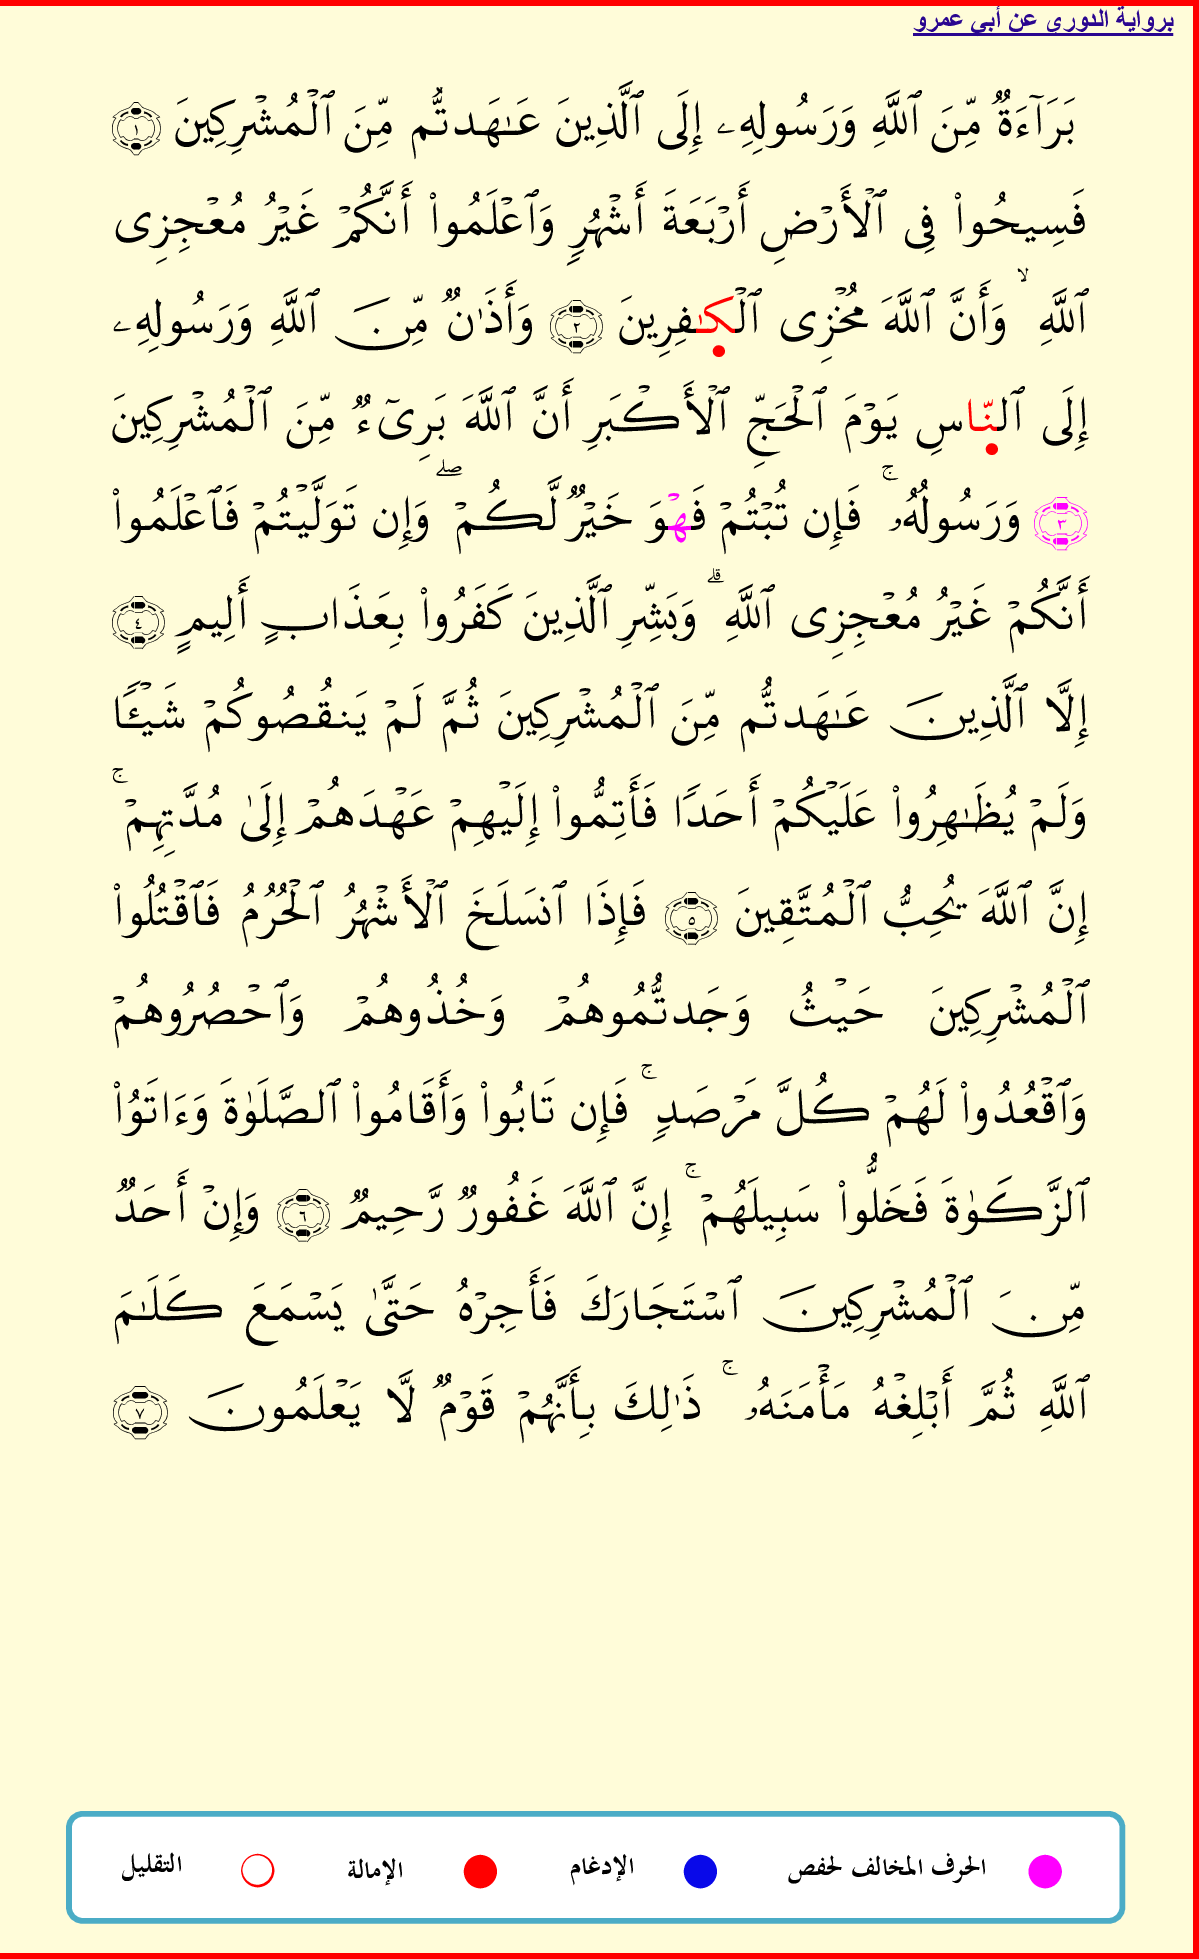 برواية الدوري عن أبي عمرو
بَرَآءَةٌ مِّنَ ٱللَّهِ وَرَسُولِهِۦ إِلَى ٱلَّذِينَ عَٰهَدتُّم مِّنَ ٱلْمُشْرِكِينَ ١
فَسِيحُوا۟ فِى ٱلْأَرْضِ أَرْبَعَةَ أَشْهُرٍ وَٱعْلَمُوا۟ أَنَّكُمْ غَيْرُ مُعْجِزِى
ٱللَّهِ ۙ وَأَنَّ ٱللَّهَ مُخْزِى ٱلْكَٰفِرِينَ ٢ وَأَذَٰنٌ مِّنَ ٱللَّهِ وَرَسُولِهِۦ
إِلَى ٱلنَّاسِ يَوْمَ ٱلْحَجِّ ٱلْأَكْبَرِ أَنَّ ٱللَّهَ بَرِىٓءٌ مِّنَ ٱلْمُشْرِكِينَ
٣ وَرَسُولُهُۥ ۚ فَإِن تُبْتُمْ فَهْوَ خَيْرٌ لَّكُمْ ۖ وَإِن تَوَلَّيْتُمْ فَٱعْلَمُوا۟
أَنَّكُمْ غَيْرُ مُعْجِزِى ٱللَّهِ ۗ وَبَشِّرِ ٱلَّذِينَ كَفَرُوا۟ بِعَذَابٍ أَلِيمٍ ٤
إِلَّا ٱلَّذِينَ عَٰهَدتُّم مِّنَ ٱلْمُشْرِكِينَ ثُمَّ لَمْ يَنقُصُوكُمْ شَيْـًٔا
وَلَمْ يُظَٰهِرُوا۟ عَلَيْكُمْ أَحَدًا فَأَتِمُّوا۟ إِلَيْهِمْ عَهْدَهُمْ إِلَىٰ مُدَّتِهِمْ ۚ
إِنَّ ٱللَّهَ يُحِبُّ ٱلْمُتَّقِينَ ٥ فَإِذَا ٱنسَلَخَ ٱلْأَشْهُرُ ٱلْحُرُمُ فَٱقْتُلُوا۟
ٱلْمُشْرِكِينَ حَيْثُ وَجَدتُّمُوهُمْ وَخُذُوهُمْ وَٱحْصُرُوهُمْ
وَٱقْعُدُوا۟ لَهُمْ كُلَّ مَرْصَدٍ ۚ فَإِن تَابُوا۟ وَأَقَامُوا۟ ٱلصَّلَوٰةَ وَءَاتَوُا۟
ٱلزَّكَوٰةَ فَخَلُّوا۟ سَبِيلَهُمْ ۚ إِنَّ ٱللَّهَ غَفُورٌ رَّحِيمٌ ٦ وَإِنْ أَحَدٌ
مِّنَ ٱلْمُشْرِكِينَ ٱسْتَجَارَكَ فَأَجِرْهُ حَتَّىٰ يَسْمَعَ كَلَٰمَ
ٱللَّهِ ثُمَّ أَبْلِغْهُ مَأْمَنَهُۥ ۚ ذَٰلِكَ بِأَنَّهُمْ قَوْمٌ لَّا يَعْلَمُونَ ٧
الحرف المخالف لحفص الإدغام الإمالة التقليل